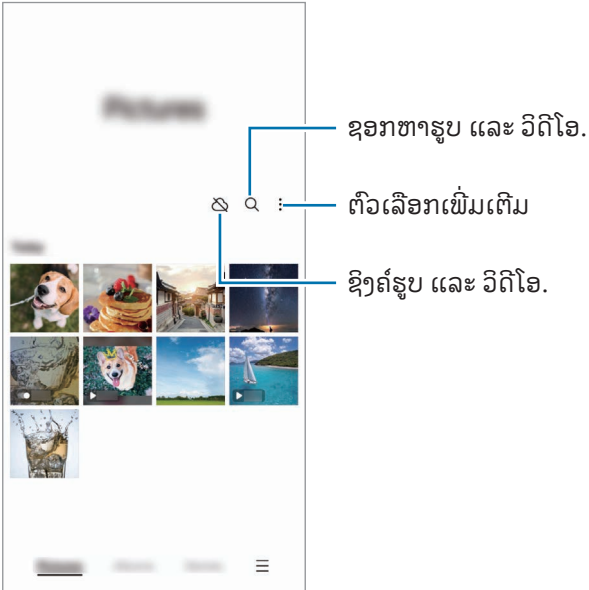 Pictures
ຊອກຫາຮູບ ແລະ ວິດີໂອ.
ຕົວເລືອກເພີ່ມເຕີມ
ຊິງຄ໌ຮູບ ແລະ ວິດີໂອ.